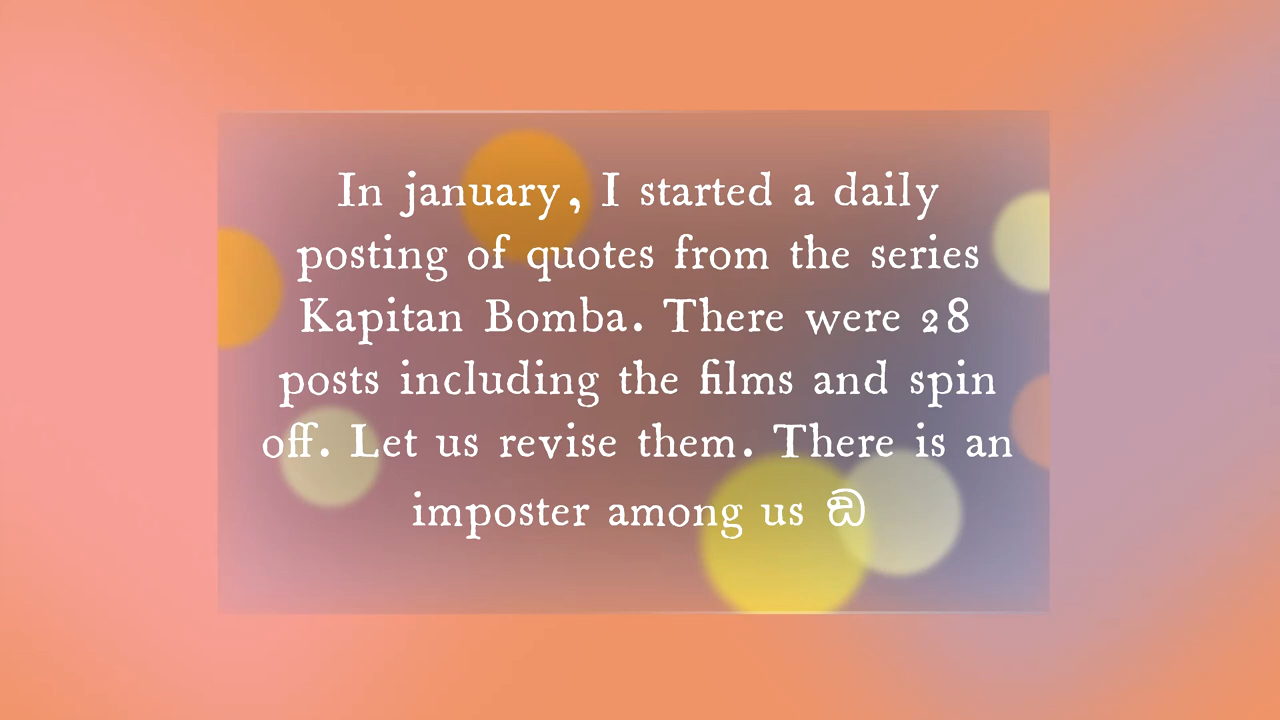 In january, I started a daily
posting of quotes from the series
Kapitan Bomba. There were 28
posts including the films and spin
off. Let us revise them. There is an
imposter among us ඞ